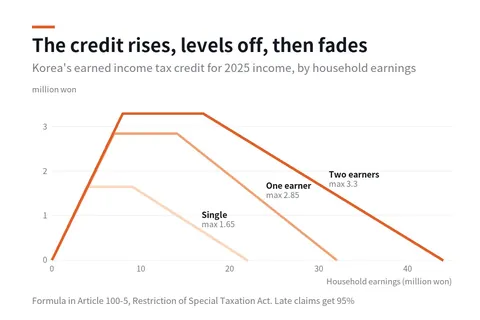 The credit rises, levels off, then fades
Korea's earned income tax credit for 2025 income, by household earnings
million won
3
2
1
0
Two earners
max 3.3
One earner
max 2.85
Single
max 1.65
0 10 20 30 40
Household earnings (million won)
Formula in Article 100-5, Restriction of Special Taxation Act. Late claims get 95%